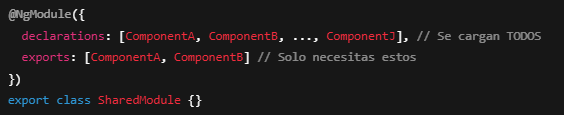 @NgModule({
  declarations: [ComponentA, ComponentB, ..., ComponentJ], // Se cargan TODOS
  exports: [ComponentA, ComponentB] // Solo necesitas estos
})
export class SharedModule {}